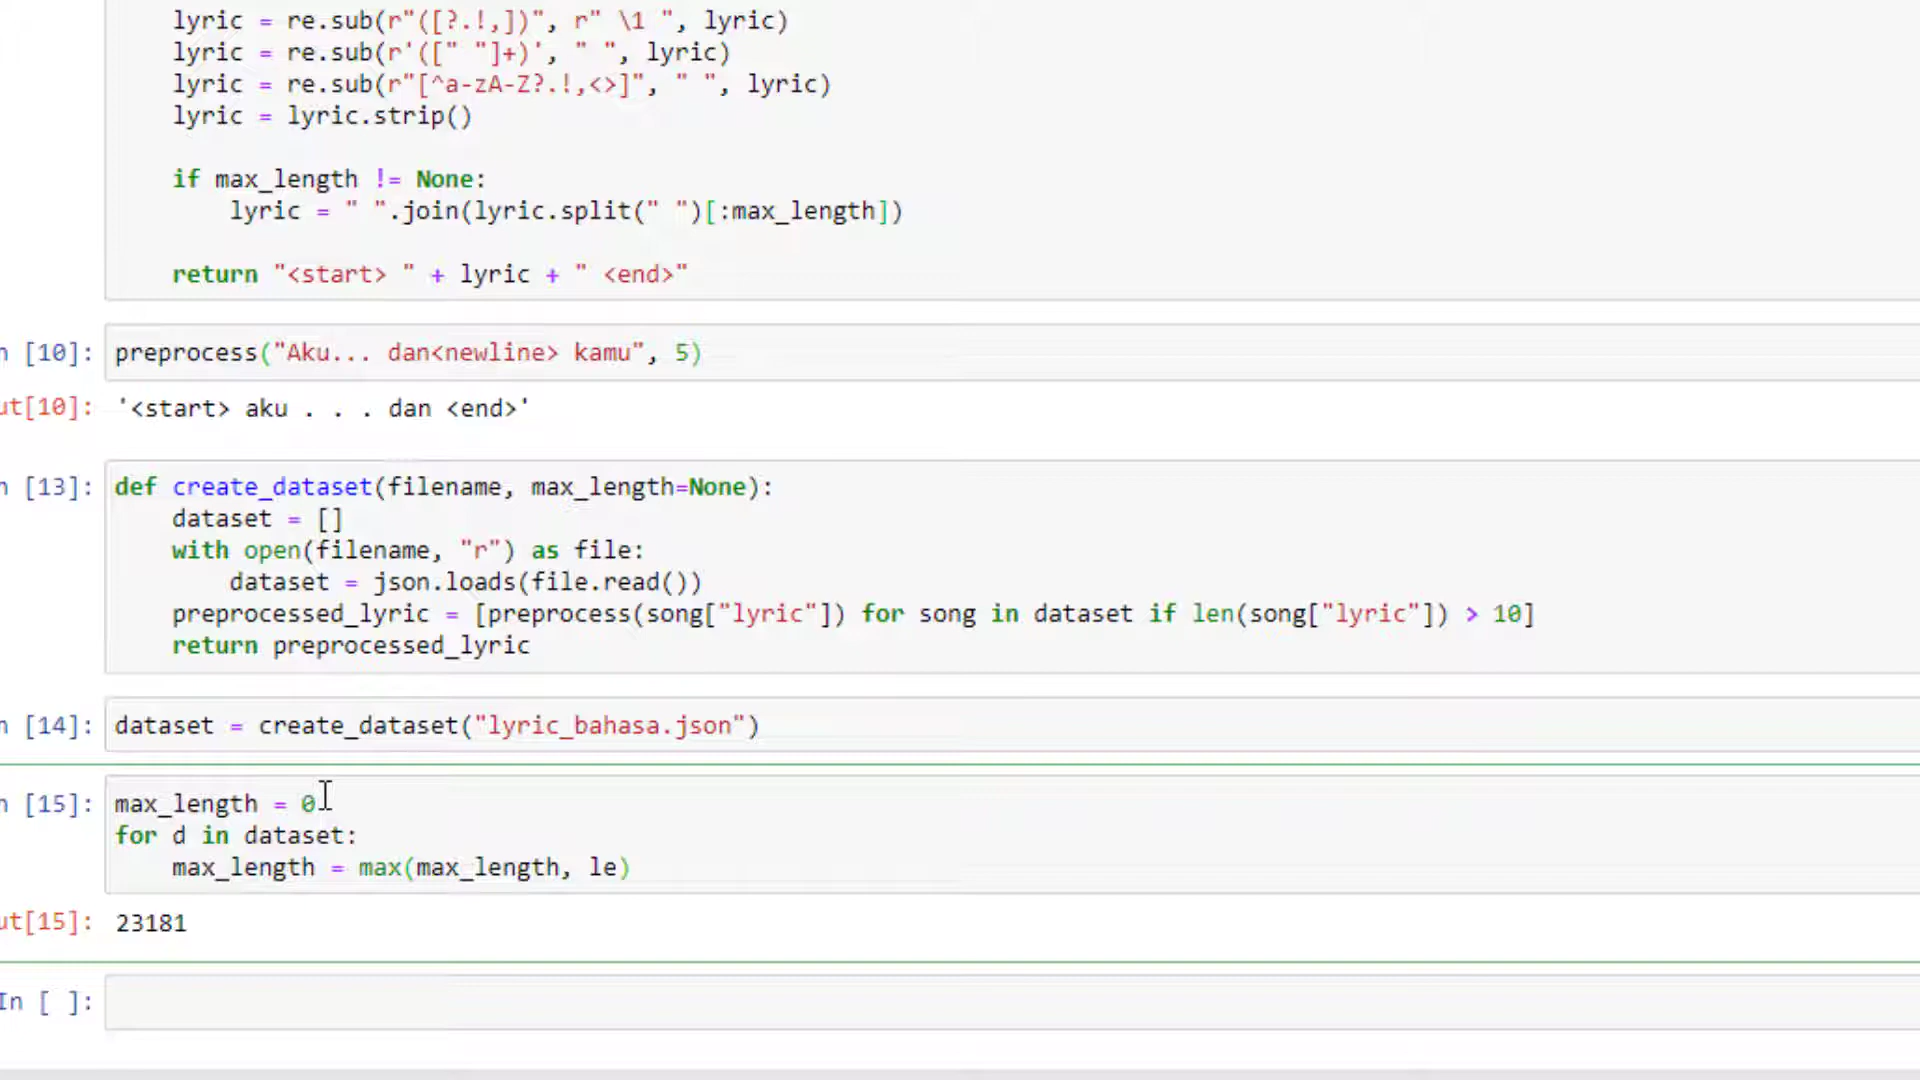 lyric = re.sub(r"([?.!,])", r" \1 ", lyric)
lyric = re.sub(r'([" "]+)', " ", lyric)
lyric = re.sub(r"[^a-zA-Z?.!,<>]", " ", lyric)
lyric = lyric.strip()
if max_length != None:
lyric = " ".join(lyric.split(" ")[:max_length])
return "<start> " + lyric + " <end>"
n [10]: preprocess("Aku... dan<newline> kamu", 5)
ut[10]: '<start> aku . . . dan <end>'
n [13]: def create_dataset(filename, max_length=None):
dataset = []
with open(filename, "r") as file:
dataset = json.loads(file.read())
preprocessed_lyric = [preprocess(song["lyric"]) for song in dataset if len(song["lyric"]) > 10]
return preprocessed_lyric
n [14]: dataset = create_dataset("lyric_bahasa.json")
n [15]: max_length = 0
for d in dataset:
max_length = max(max_length, le)
ut[15]: 23181
In [ ]: